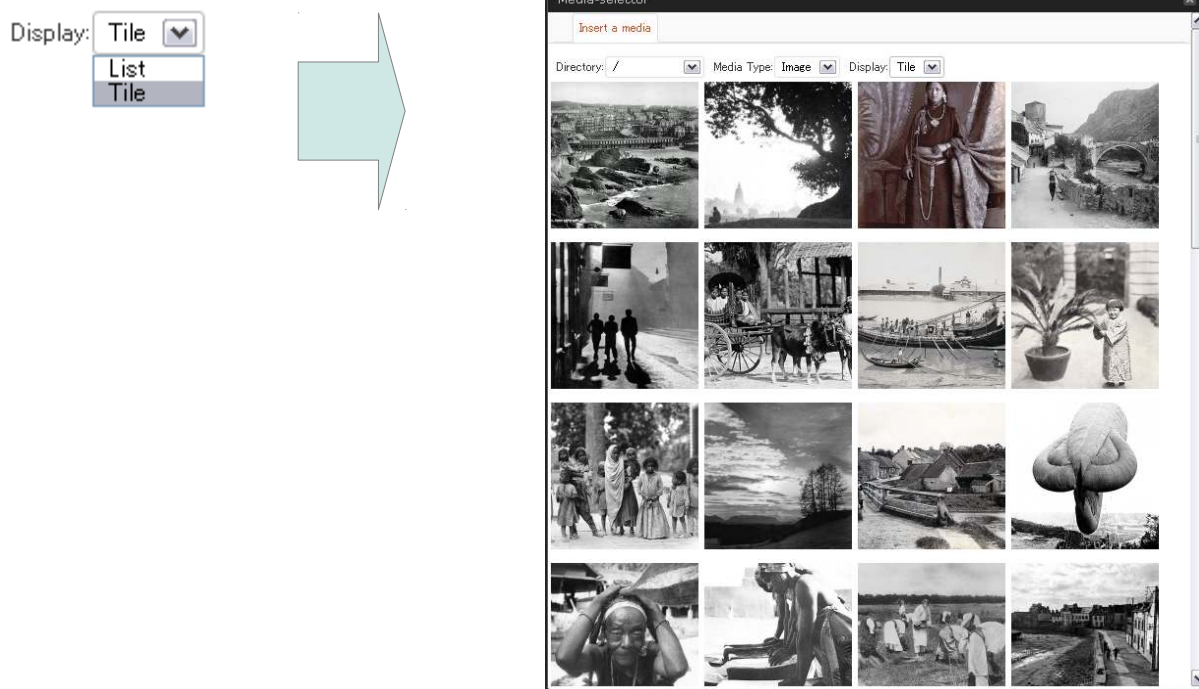 Display: Tile
List
Tile
Media-selector
Insert a media
Directory: / Media Type: Image Display: Tile